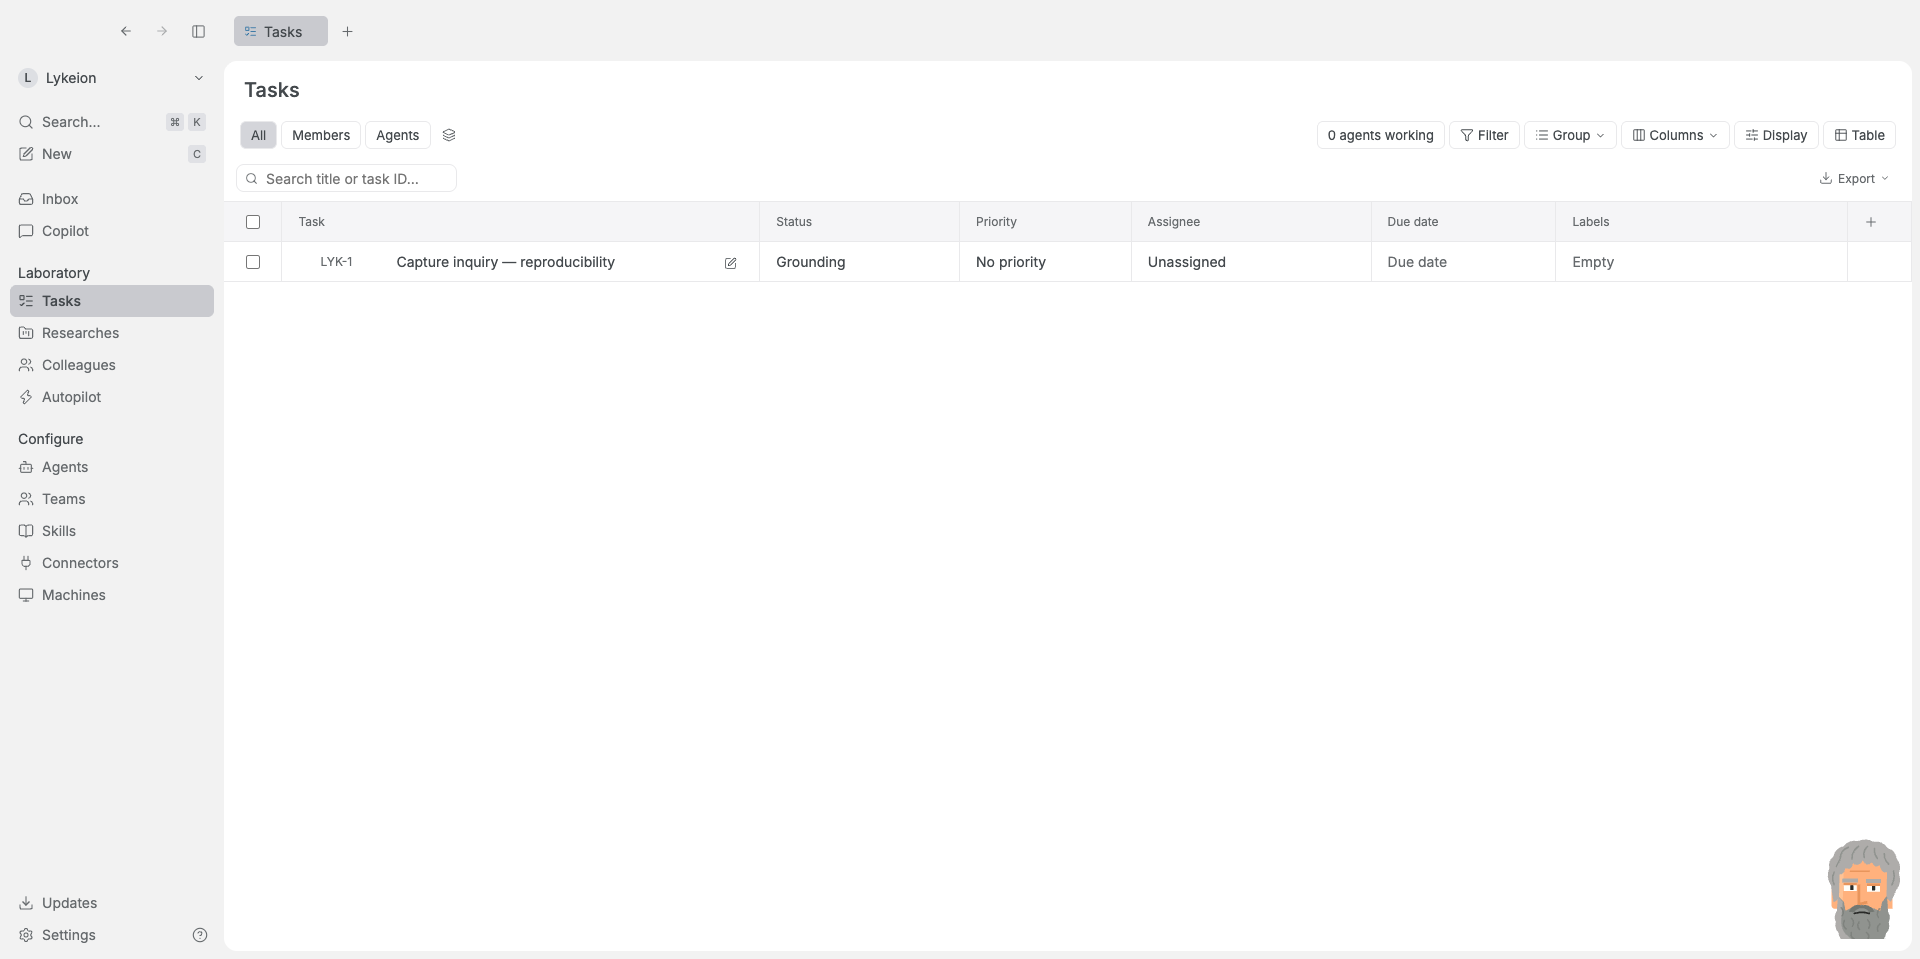 Tasks
L Lykeion
Search... ⌘ K
New C
Inbox
Copilot
Laboratory
Tasks
Researches
Colleagues
Autopilot
Configure
Agents
Teams
Skills
Connectors
Machines
Updates
Settings
Tasks
All Members Agents
0 agents working Filter Group Columns Display Table
Search title or task ID...
Export
Task Status Priority Assignee Due date Labels
LYK-1 Capture inquiry — reproducibility Grounding No priority Unassigned Due date Empty